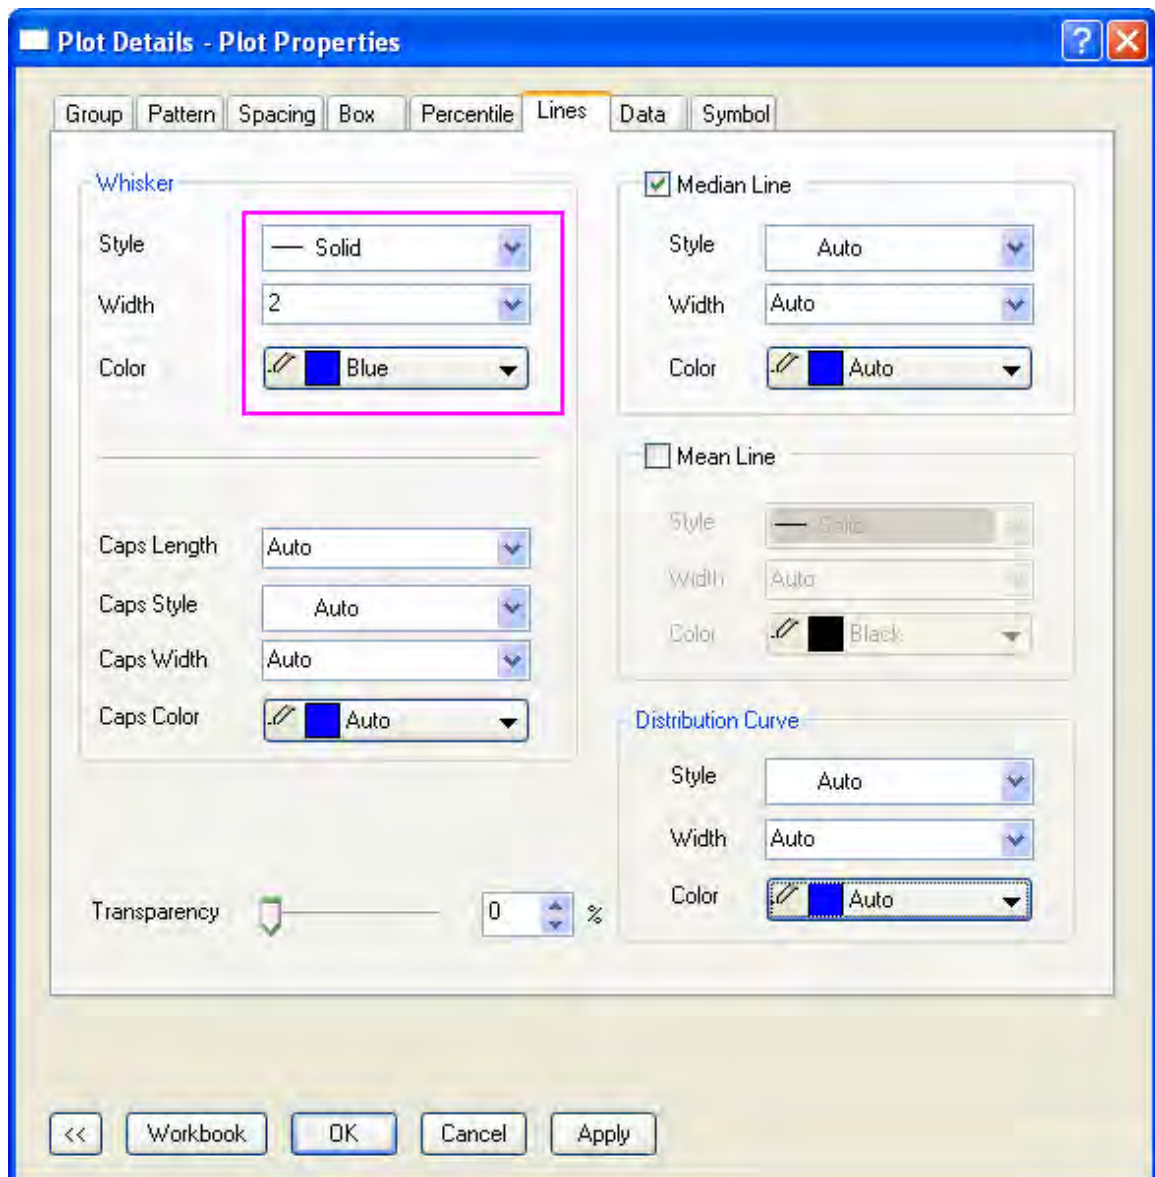 Plot Details - Plot Properties
?
Group Pattern Spacing Box Percentile Lines Data Symbol
Whisker
Style Solid
Width 2
Color Blue
Caps Length Auto
Caps Style Auto
Caps Width Auto
Caps Color Auto
Transparency 0 %
Median Line
Style Auto
Width Auto
Color Auto
Mean Line
Style Solid
Width Auto
Color Black
Distribution Curve
Style Auto
Width Auto
Color Auto
<< Workbook OK Cancel Apply